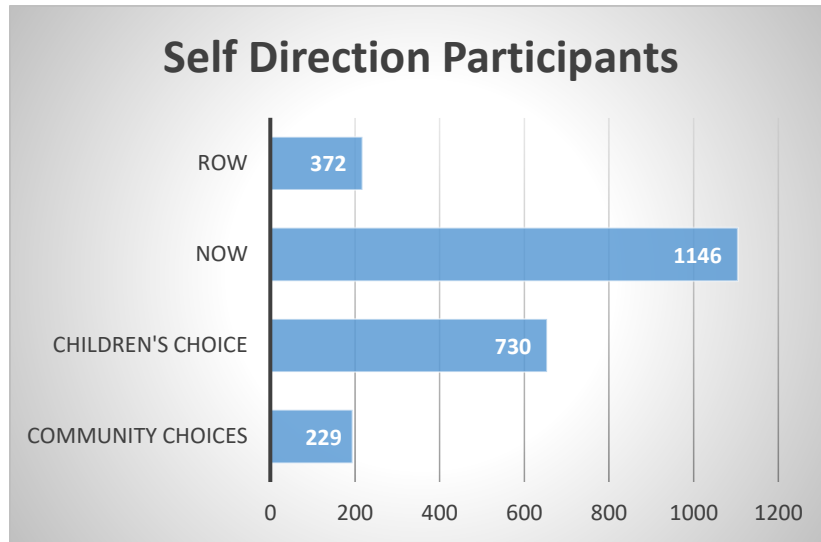 Self Direction Participants
ROW
372
NOW
1146
CHILDREN'S CHOICE
730
COMMUNITY CHOICES
229
0 200 400 600 800 1000 1200